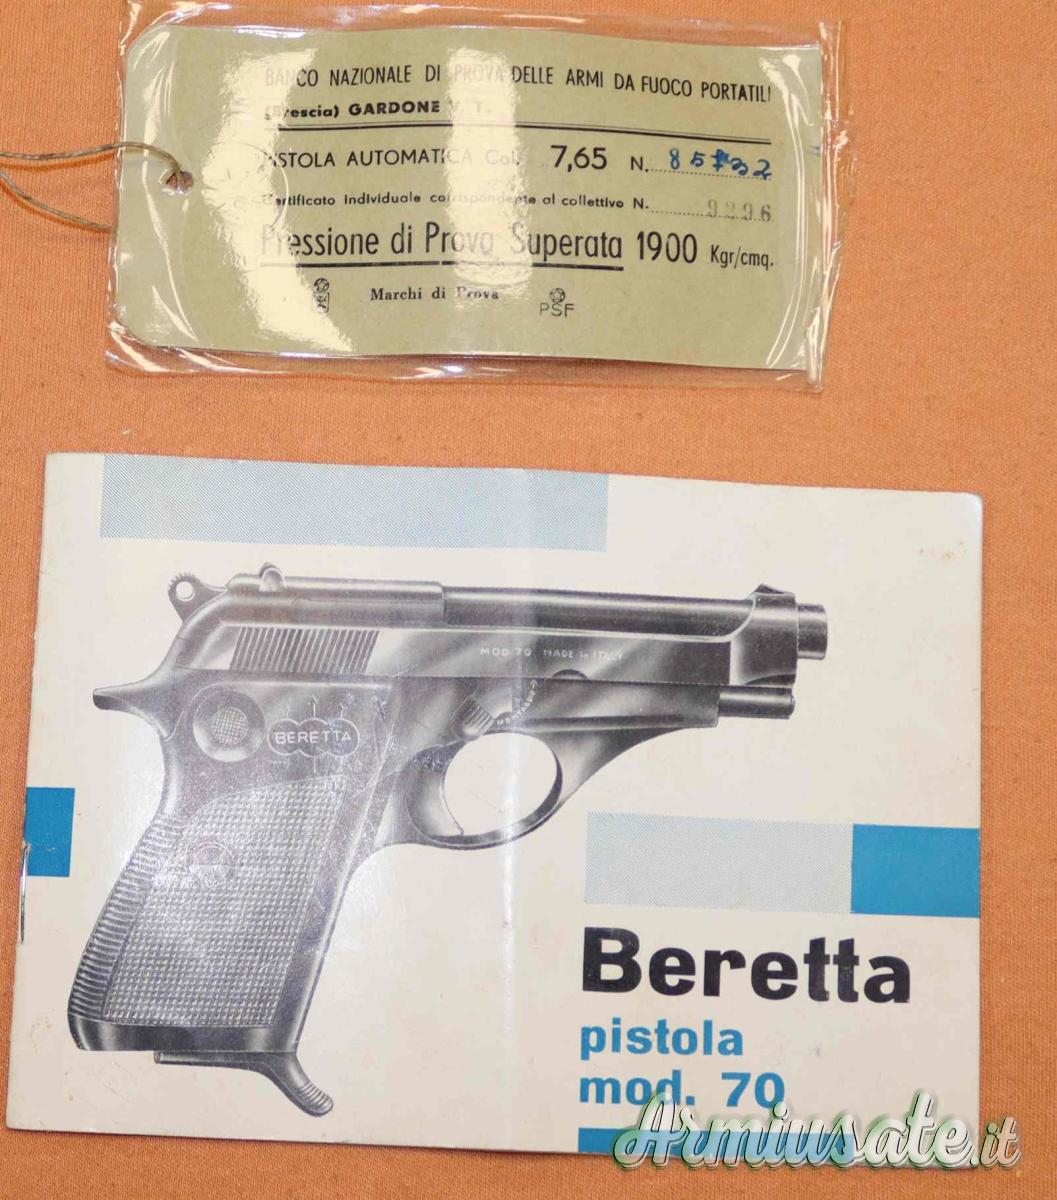 BANCO NAZIONALE DI PROVA DELLE ARMI DA FUOCO PORTATILI
(Brescia) GARDONE V. T.
PISTOLA AUTOMATICA Cal. 7,65 N.
Certificato individuale corrispondente al collettivo N. 9296
Pressione di Prova Superata 1900 Kgr/cmq.
Marchi di Prova
PSF
MOD. 70 MADE in ITALY
BERETTA
Beretta
pistola
mod. 70
Armiusate.it